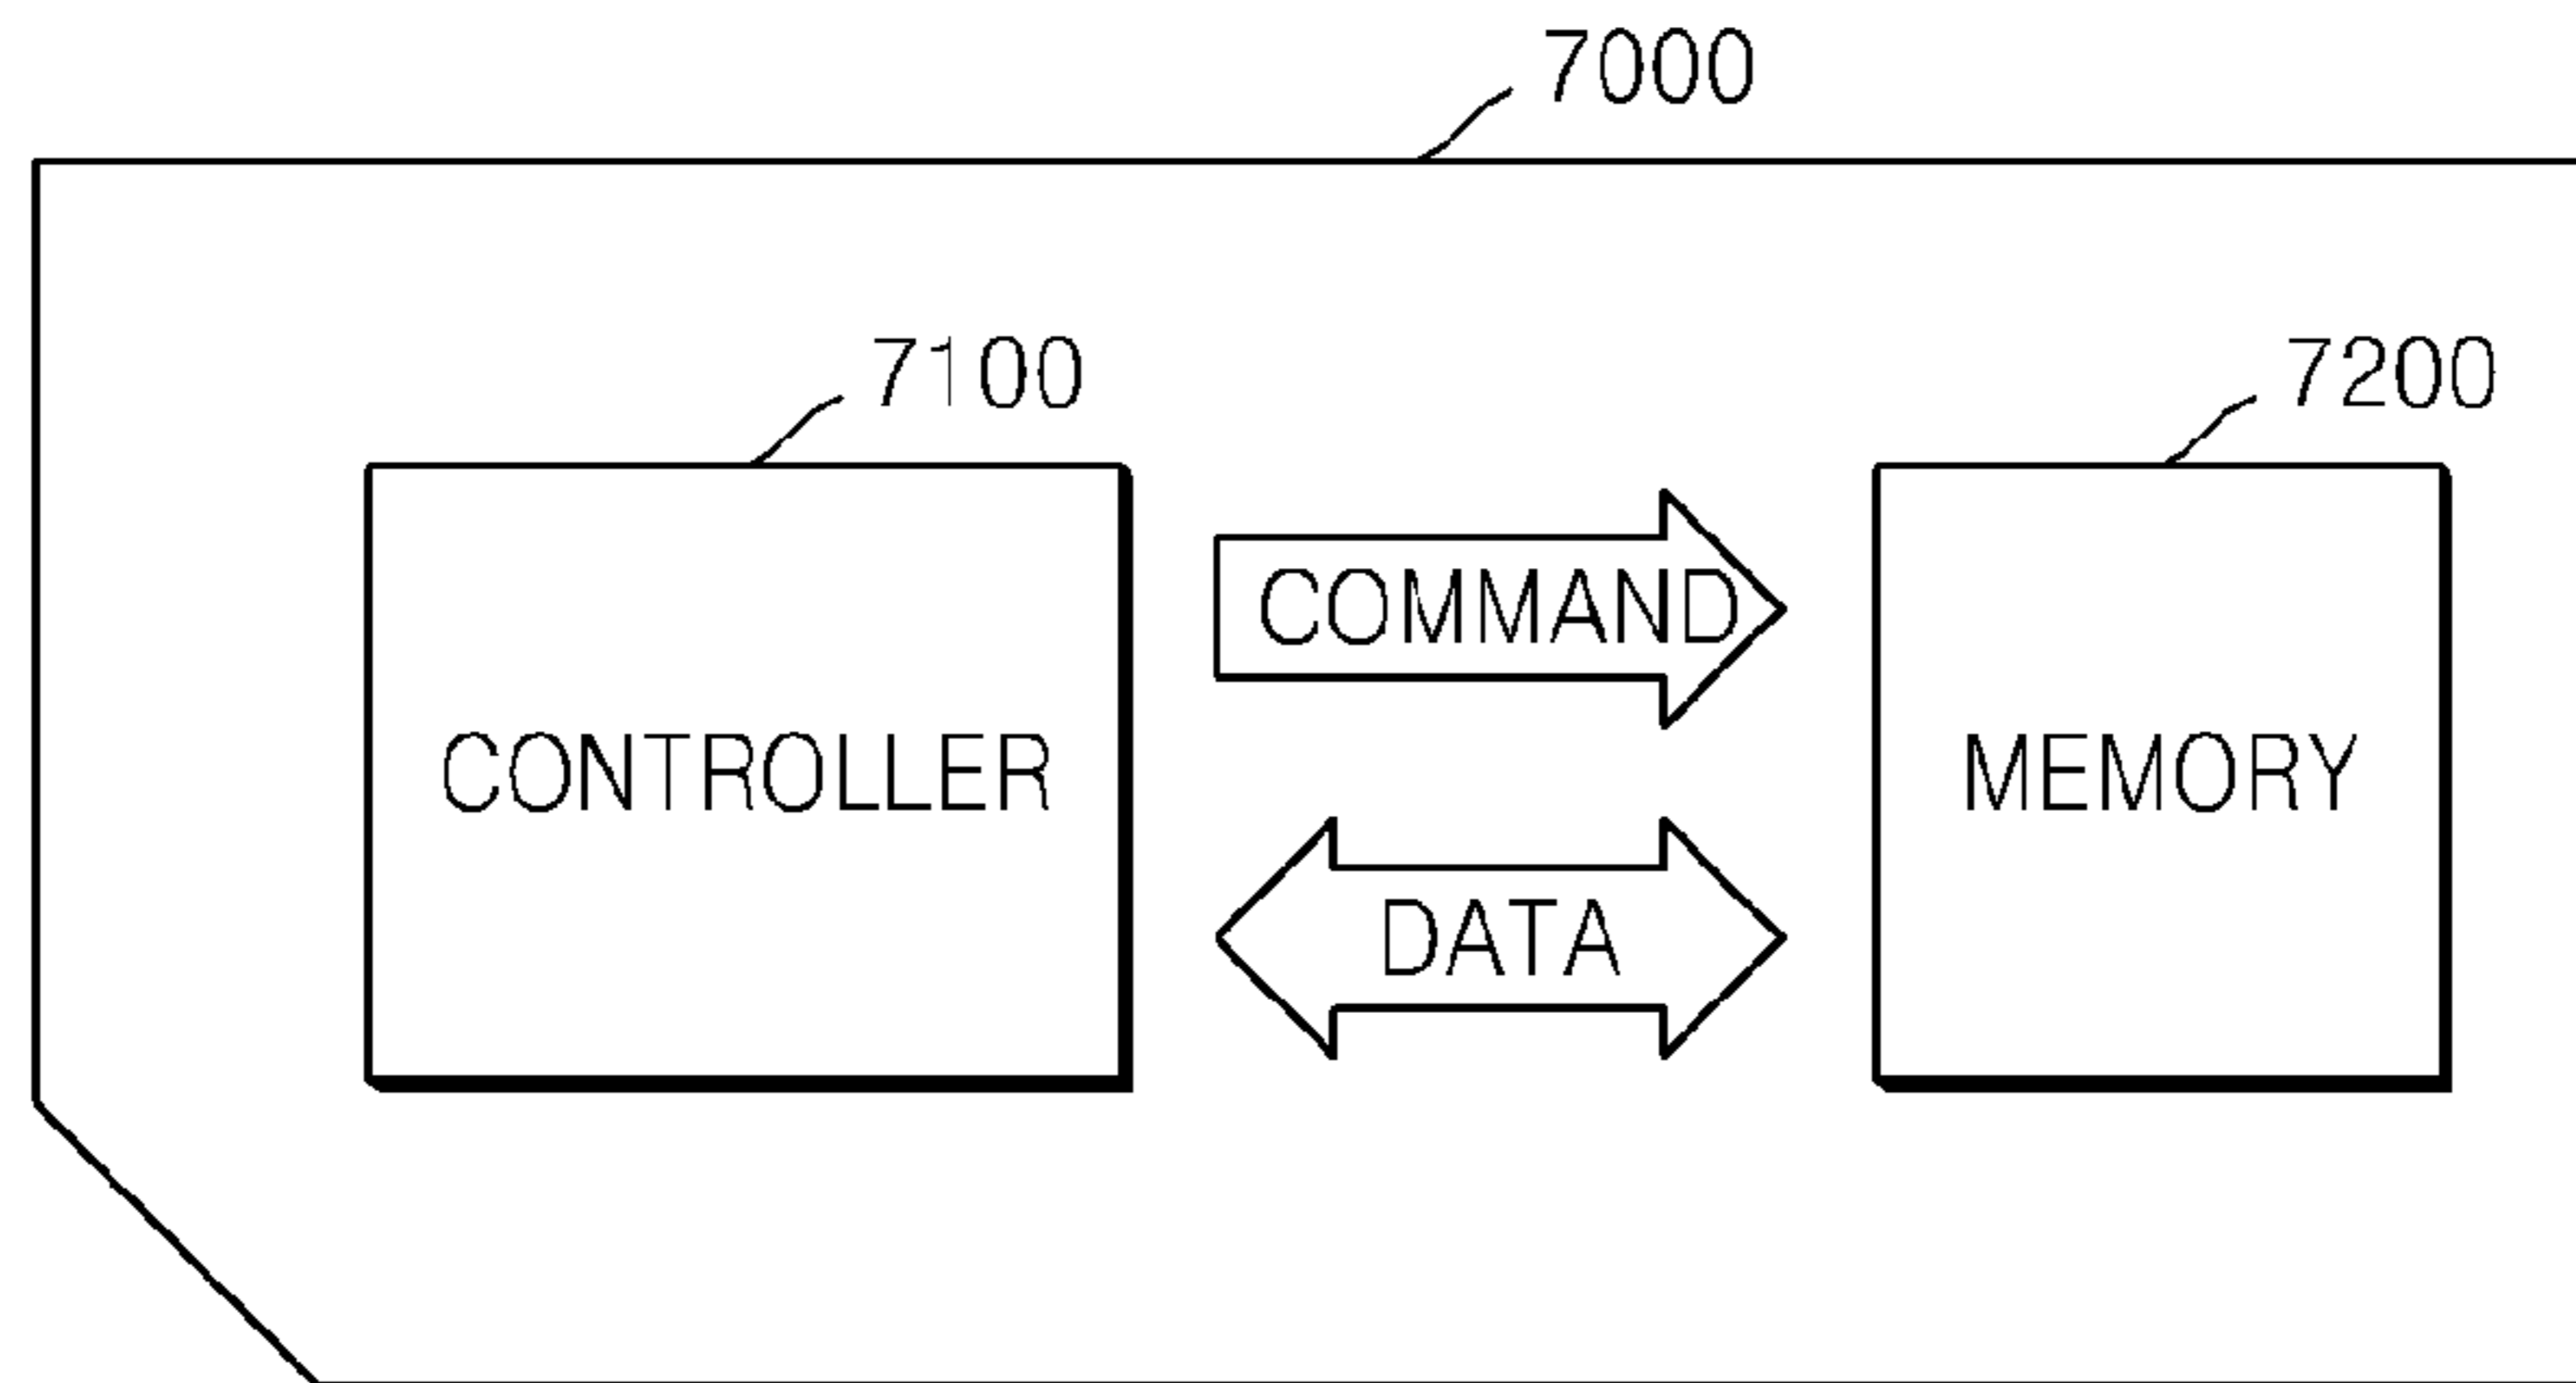 7000
7100
7200
COMMAND
CONTROLLER
MEMORY
DATA